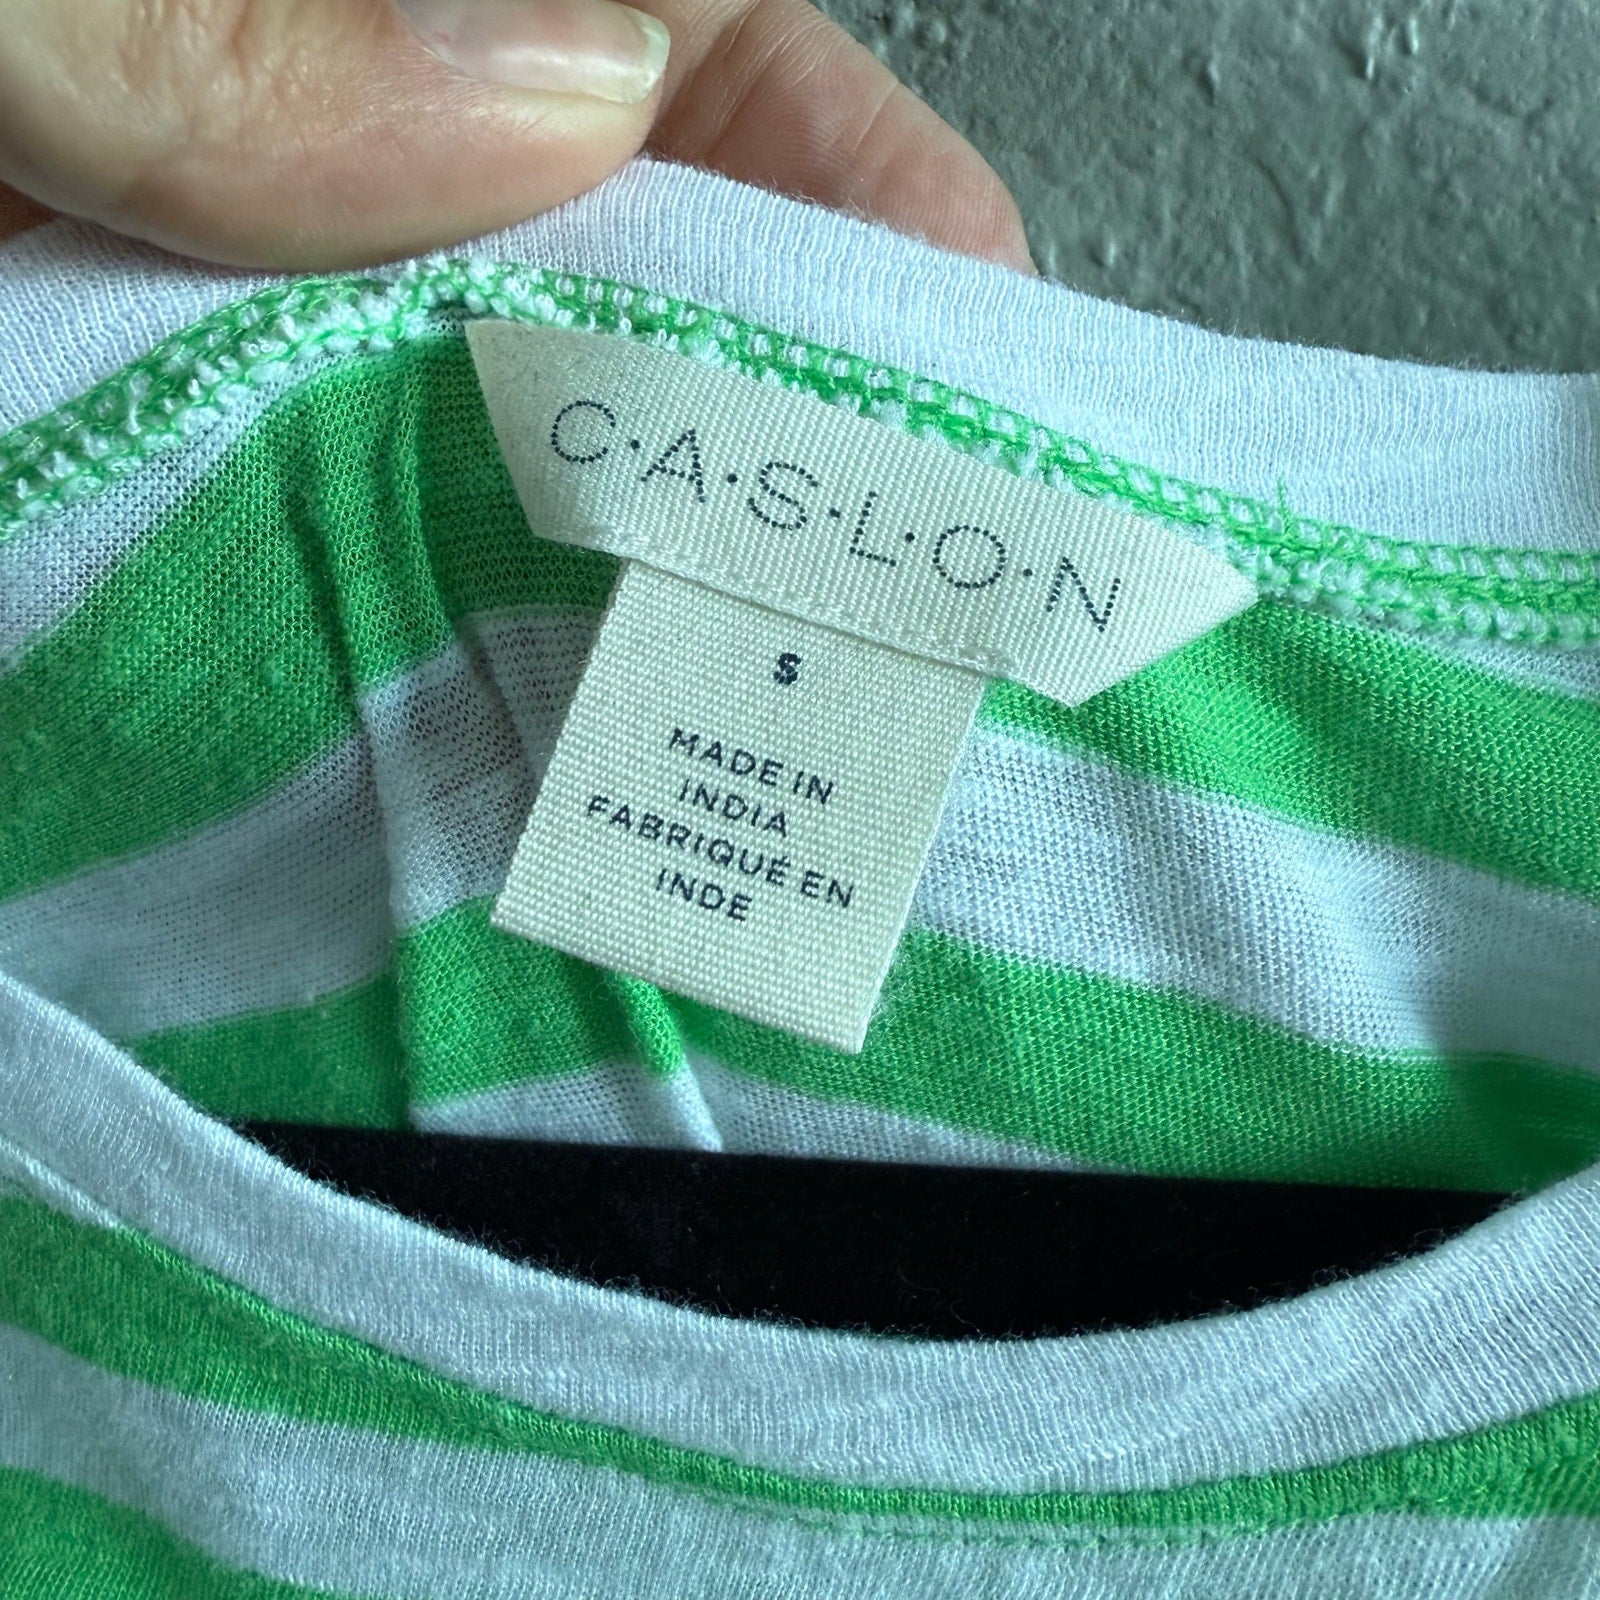 C·A·S·L·O·N
S
MADE IN
INDIA
FABRIQUÉ EN
INDE